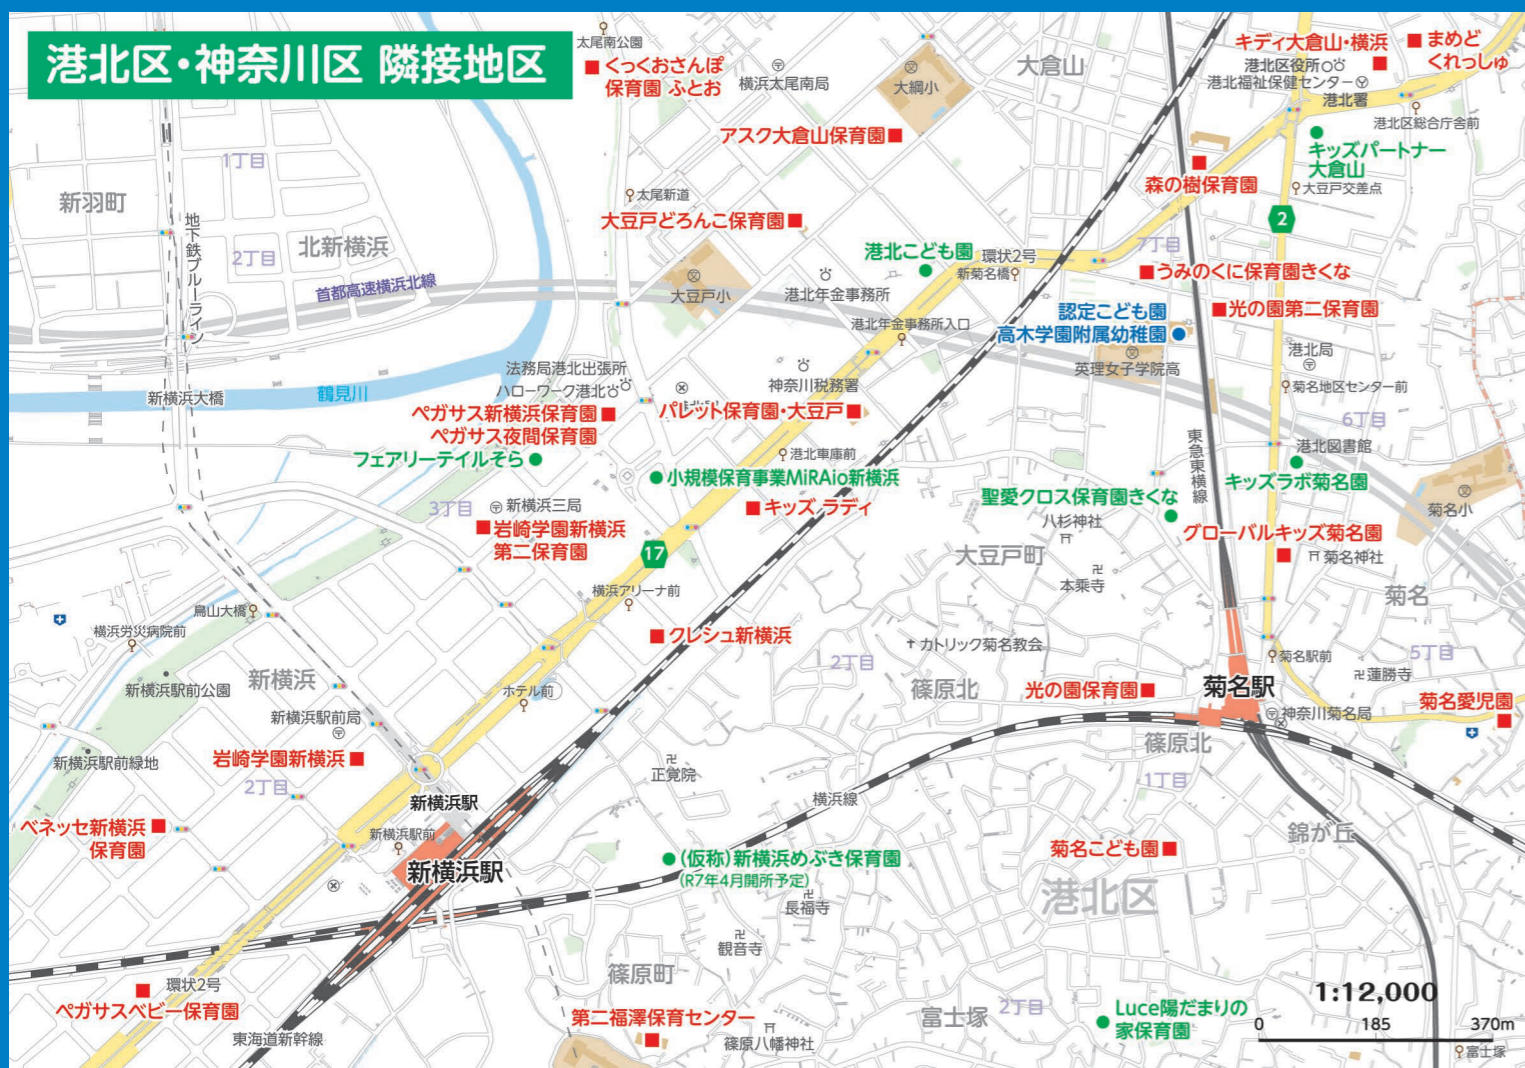 港北区・神奈川区 隣接地区
太尾南公園
くっくおさんぽ
保育園 ふとお
横浜太尾南局
大綱小
大倉山
キディ大倉山・横浜
港北区役所
港北福祉保健センター
港北署
まめど
くれっしゅ
港北区総合庁舎前
アスク大倉山保育園
キッズパートナー
大倉山
大豆戸交差点
森の樹保育園
2
新羽町
1丁目
北新横浜
2丁目
地下鉄ブルーライン
首都高速横浜北線
太尾新道
大豆戸どろんこ保育園
大豆戸小
港北こども園
環状2号
新菊名橋
7丁目
うみのくに保育園きくな
港北年金事務所
港北年金事務所入口
認定こども園
高木学園附属幼稚園
光の園第二保育園
英理女子学院高
港北局
菊名地区センター前
6丁目
新横浜大橋
鶴見川
法務局港北出張所
ハローワーク港北
神奈川税務署
ペガサス新横浜保育園
ペガサス夜間保育園
パレット保育園・大豆戸
フェアリーテイルそら
港北車庫前
小規模保育事業MiRAio新横浜
東急東横線
港北図書館
キッズラボ菊名園
菊名小
3丁目
新横浜三局
岩崎学園新横浜
第二保育園
キッズ ラディ
聖愛クロス保育園きくな
八杉神社
グローバルキッズ菊名園
菊名神社
17
大豆戸町
本乗寺
菊名
横浜アリーナ前
鳥山大橋
横浜労災病院前
クレシュ新横浜
カトリック菊名教会
2丁目
篠原北
菊名駅前
5丁目
蓮勝寺
新横浜駅前公園
新横浜
ホテル前
光の園保育園
菊名駅
菊名愛児園
新横浜駅前局
神奈川菊名局
篠原北
1丁目
新横浜駅前緑地
岩崎学園新横浜
2丁目
正覚院
横浜線
新横浜駅
ベネッセ新横浜
保育園
新横浜駅前
新横浜駅
錦が丘
菊名こども園
(仮称)新横浜めぶき保育園
(R7年4月開所予定)
港北区
長福寺
観音寺
篠原町
環状2号
ペガサスベビー保育園
東海道新幹線
第二福澤保育センター
篠原八幡神社
富士塚
2丁目
Luce陽だまりの
家保育園
1:12,000
0 185 370m
富士塚